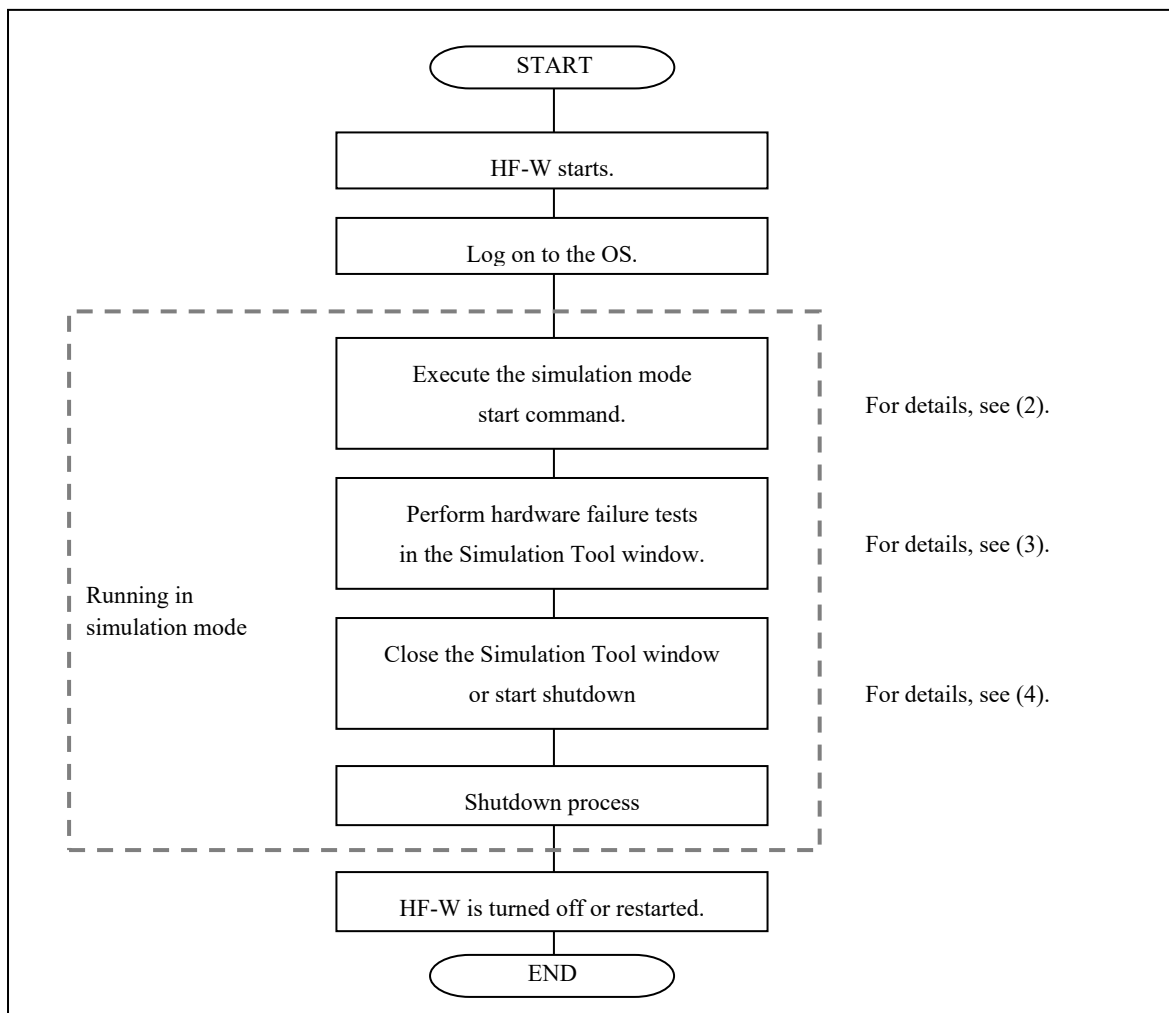 START
HF-W starts.
Log on to the OS.
Execute the simulation mode
start command.
For details, see (2).
Perform hardware failure tests
in the Simulation Tool window.
For details, see (3).
Running in
simulation mode
Close the Simulation Tool window
or start shutdown
For details, see (4).
Shutdown process
HF-W is turned off or restarted.
END